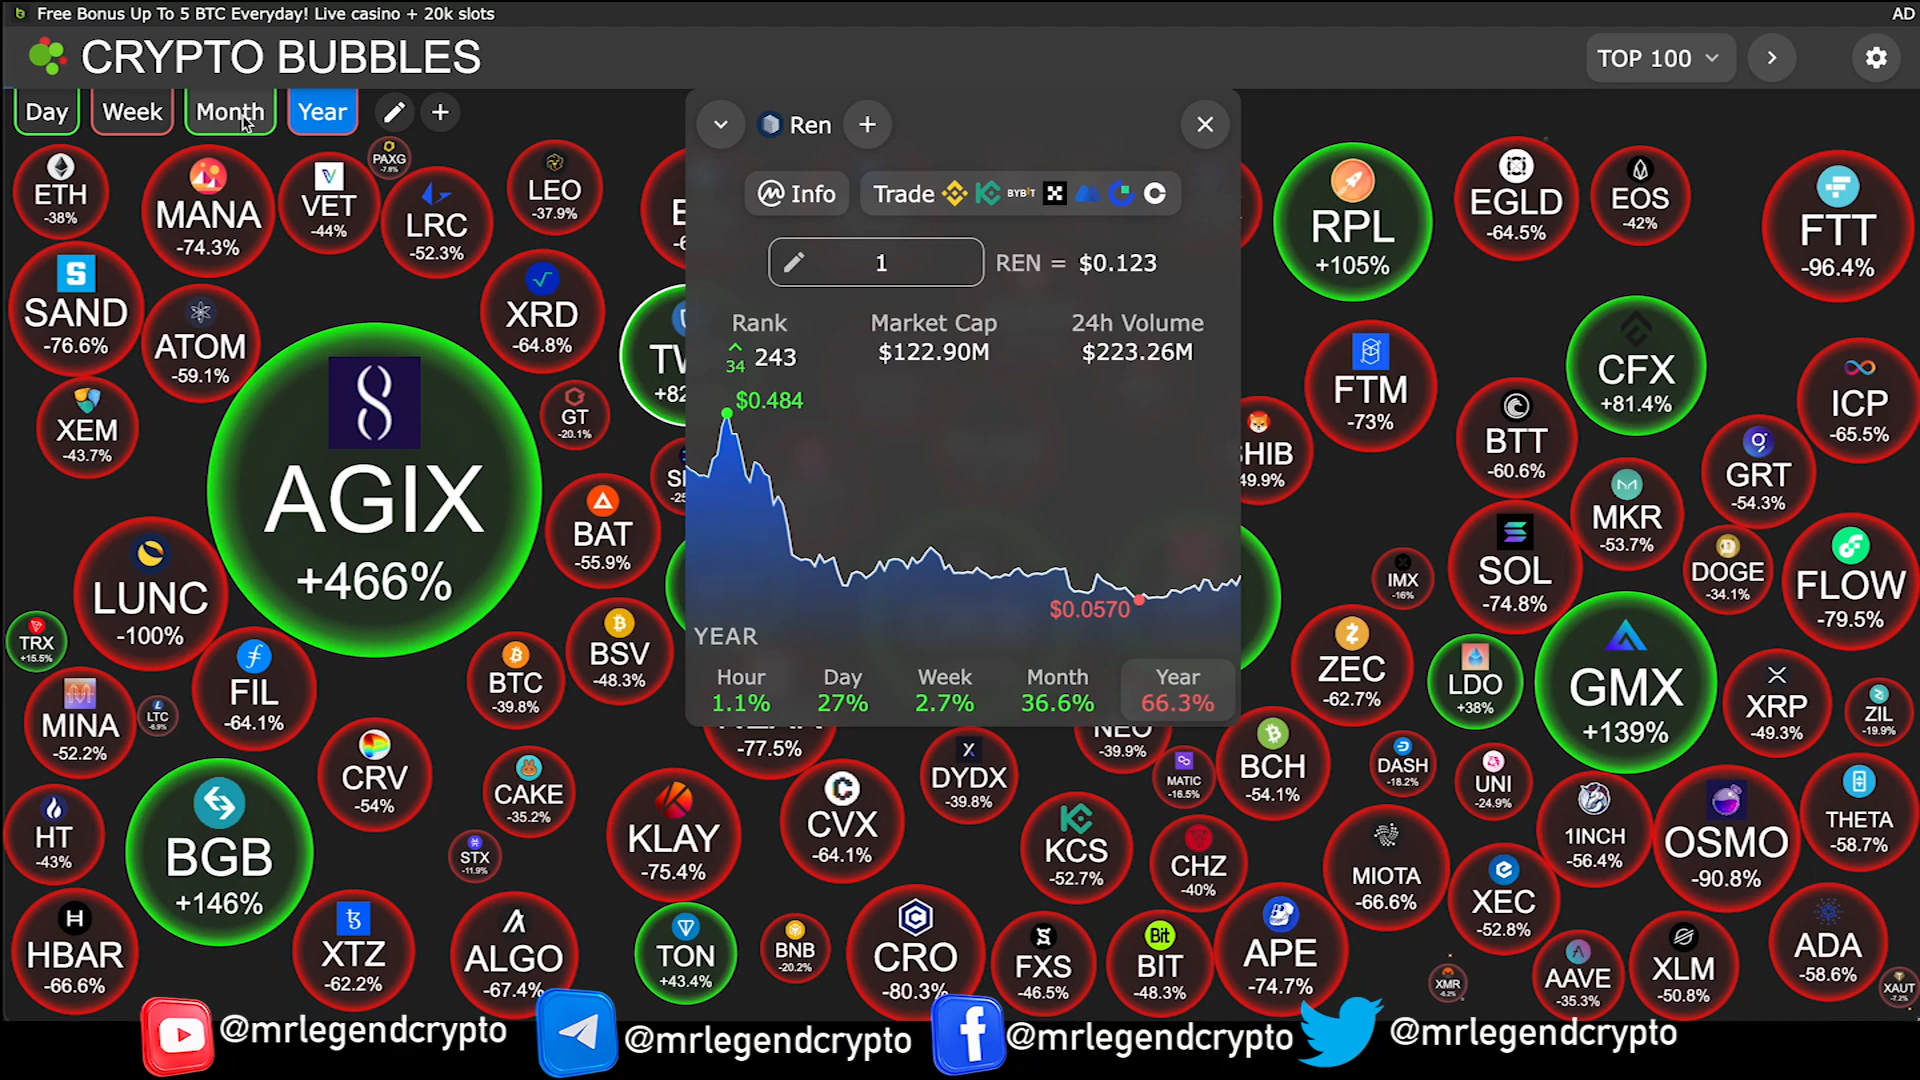 Free Bonus Up To 5 BTC Everyday! Live casino + 20k slots
AD
CRYPTO BUBBLES
TOP 100
Day
Week
Month
Year
Ren
Info
Trade
BYBIT
1
REN = $0.123
Rank
34 243
Market Cap
$122.90M
24h Volume
$223.26M
$0.484
$0.0570
YEAR
Hour
1.1%
Day
27%
Week
2.7%
Month
36.6%
Year
66.3%
ETH
-38%
MANA
-74.3%
VET
-44%
PAXG
-7.8%
LRC
-52.3%
LEO
-37.9%
RPL
+105%
EGLD
-64.5%
EOS
-42%
FTT
-96.4%
SAND
-76.6%
ATOM
-59.1%
XRD
-64.8%
FTM
-73%
CFX
+81.4%
ICP
-65.5%
XEM
-43.7%
AGIX
+466%
GT
-20.1%
BTT
-60.6%
GRT
-54.3%
BAT
-55.9%
MKR
-53.7%
LUNC
-100%
SOL
-74.8%
IMX
-16%
DOGE
-34.1%
FLOW
-79.5%
TRX
+15.5%
FIL
-64.1%
BTC
-39.8%
BSV
-48.3%
ZEC
-62.7%
LDO
+38%
GMX
+139%
XRP
-49.3%
ZIL
-19.9%
MINA
-52.2%
LTC
-6.9%
-77.5%
NEO
-39.9%
CRV
-54%
CAKE
-35.2%
DYDX
-39.8%
MATIC
-16.5%
BCH
-54.1%
DASH
-18.2%
UNI
-24.9%
HT
-43%
BGB
+146%
STX
-11.9%
KLAY
-75.4%
CVX
-64.1%
KCS
-52.7%
CHZ
-40%
MIOTA
-66.6%
1INCH
-56.4%
OSMO
-90.8%
THETA
-58.7%
XEC
-52.8%
HBAR
-66.6%
XTZ
-62.2%
ALGO
-67.4%
TON
+43.4%
BNB
-20.2%
CRO
-80.3%
FXS
-46.5%
Bit
BIT
-48.3%
APE
-74.7%
XMR
-6.2%
AAVE
-35.3%
XLM
-50.8%
ADA
-58.6%
XAUT
-7.2%
@mrlegendcrypto
@mrlegendcrypto
@mrlegendcrypto
@mrlegendcrypto